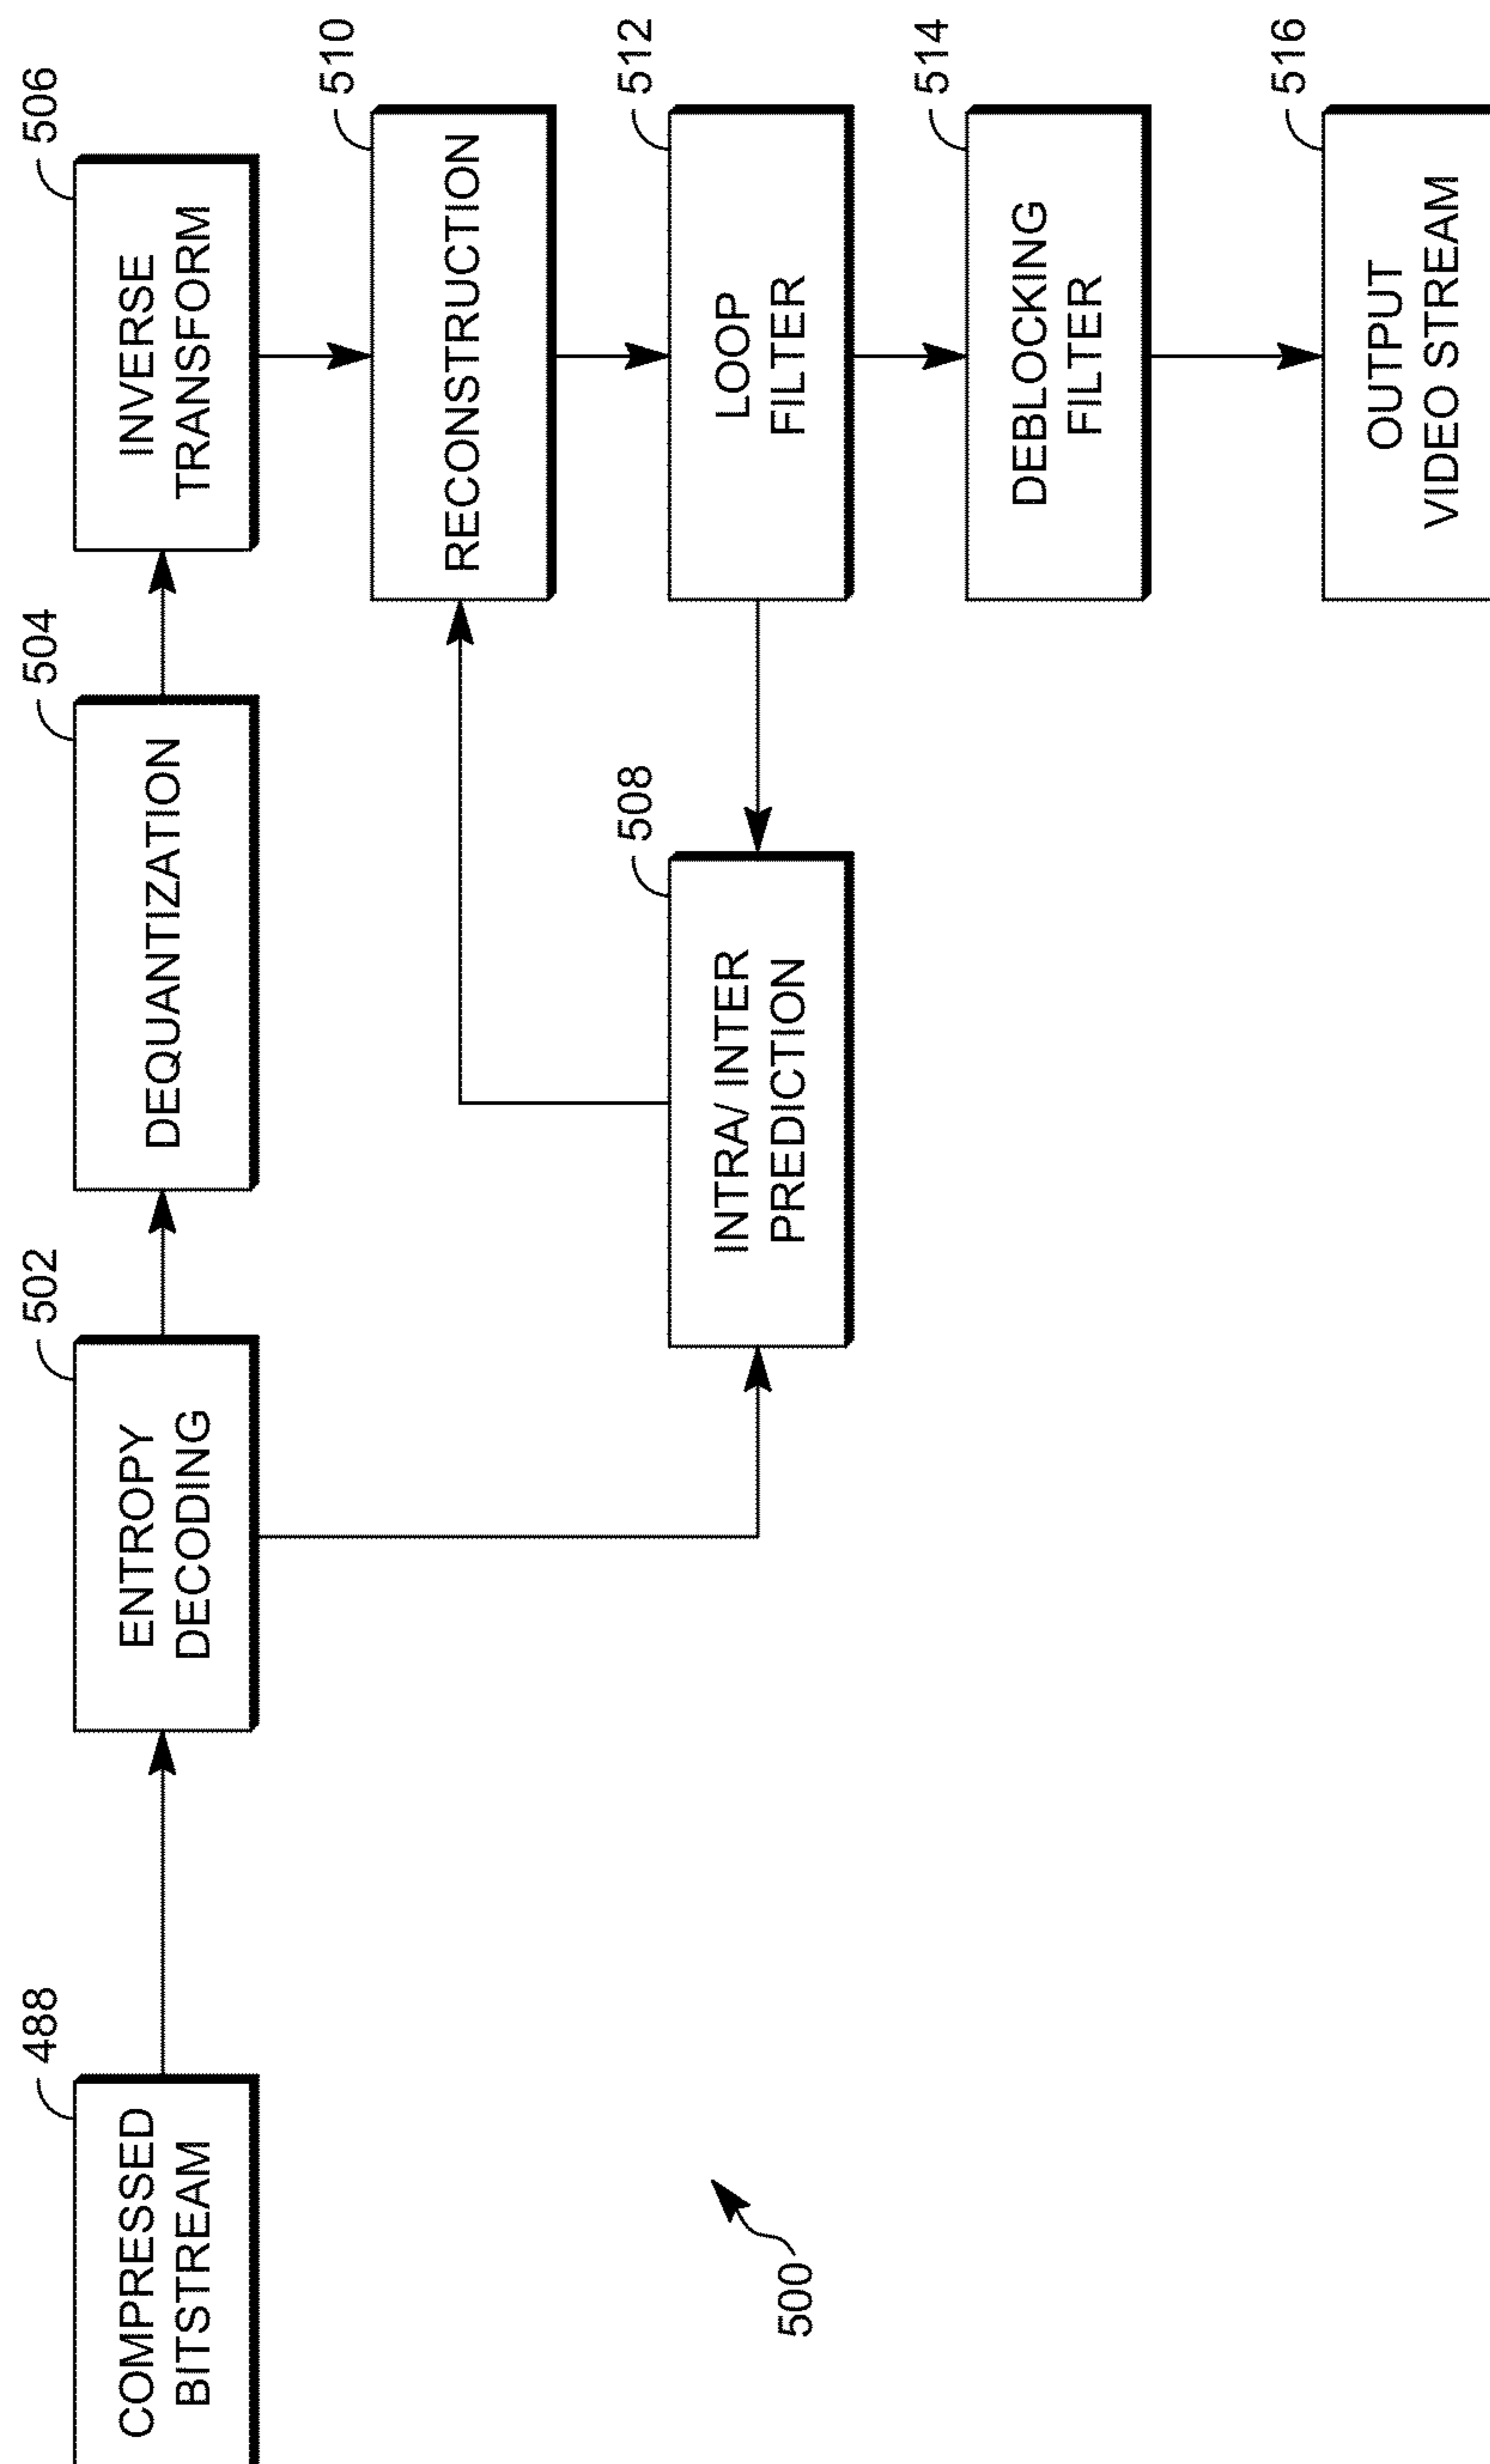 488
COMPRESSED
BITSTREAM
502
ENTROPY
DECODING
504
DEQUANTIZATION
506
INVERSE
TRANSFORM
510
RECONSTRUCTION
508
INTRA/ INTER
PREDICTION
512
LOOP
FILTER
514
DEBLOCKING
FILTER
500
516
OUTPUT
VIDEO STREAM